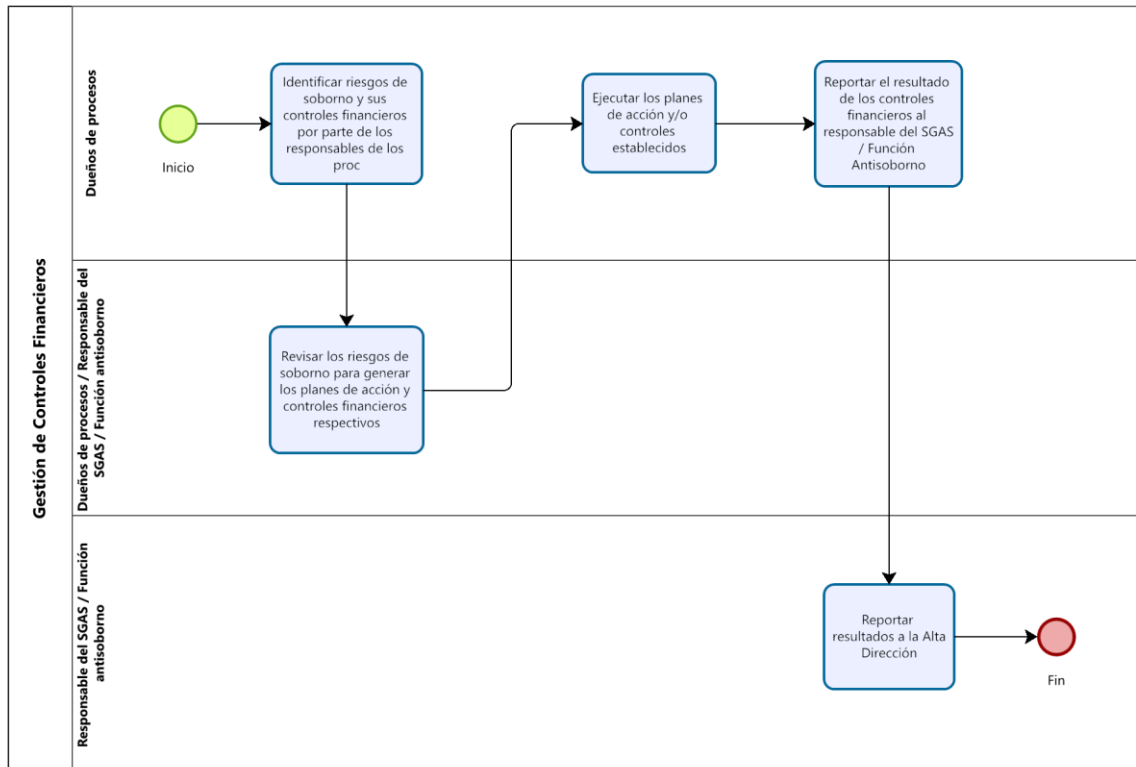 Gestión de Controles Financieros
Dueños de procesos
Inicio
Identificar riesgos de
soborno y sus
controles financieros
por parte de los
responsables de los
proc
Ejecutar los planes
de acción y/o
controles
establecidos
Reportar el resultado
de los controles
financieros al
responsable del SGAS
/ Función
Antisoborno
Dueños de procesos / Responsable del
SGAS / Función antisoborno
Revisar los riesgos de
soborno para generar
los planes de acción y
controles financieros
respectivos
Responsable del SGAS / Función
antisoborno
Reportar
resultados a la Alta
Dirección
Fin